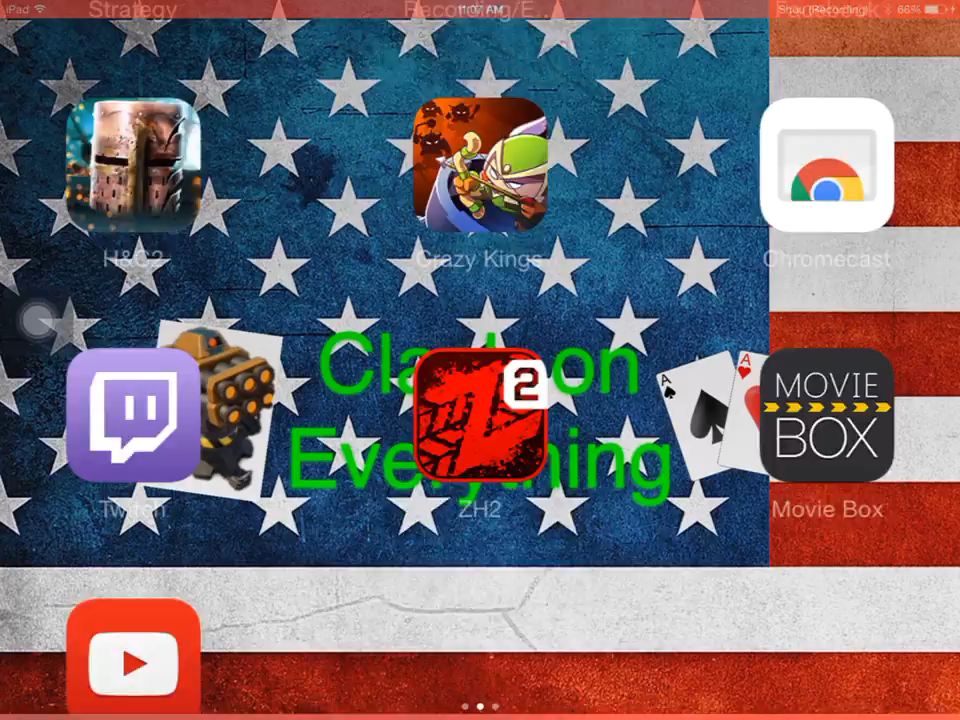 iPad
11:07 AM
Shou (Recording)
66%
Strategy
Recording/E...
H&C2
Crazy Kings
Chromecast
2
Z
A
A
MOVIE
BOX
Twitch
ZH2
Movie Box